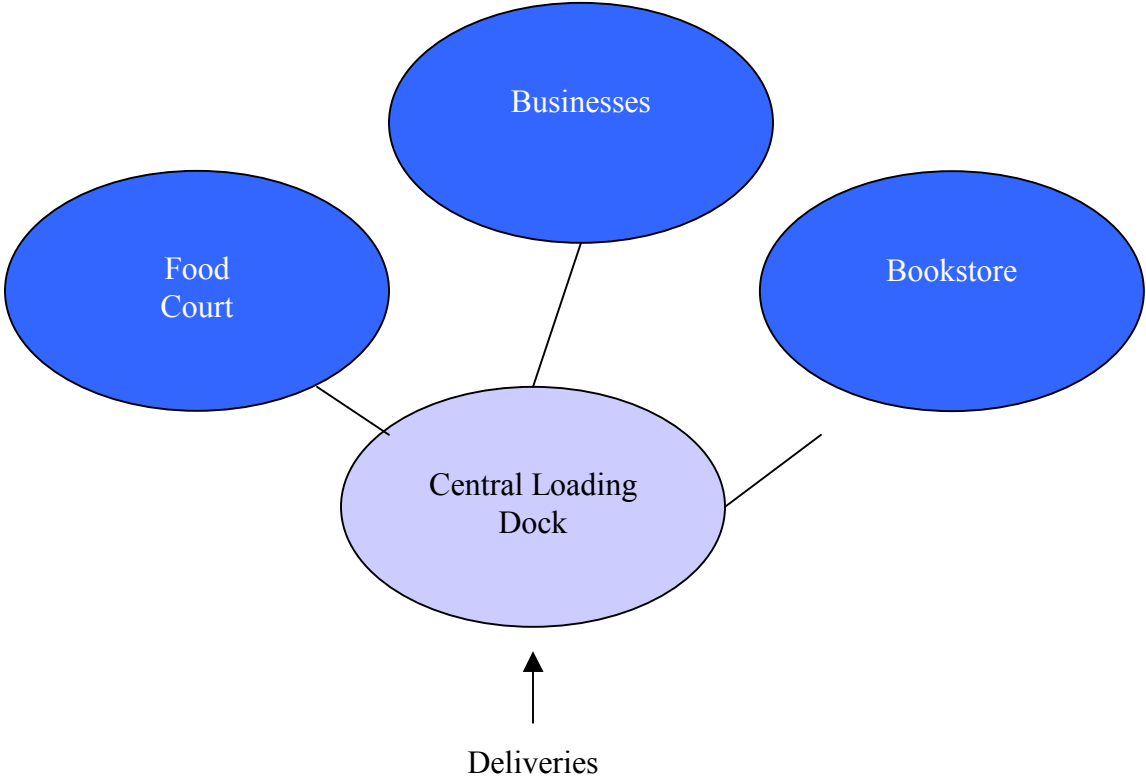 Businesses
Food
Court
Bookstore
Central Loading
Dock
Deliveries